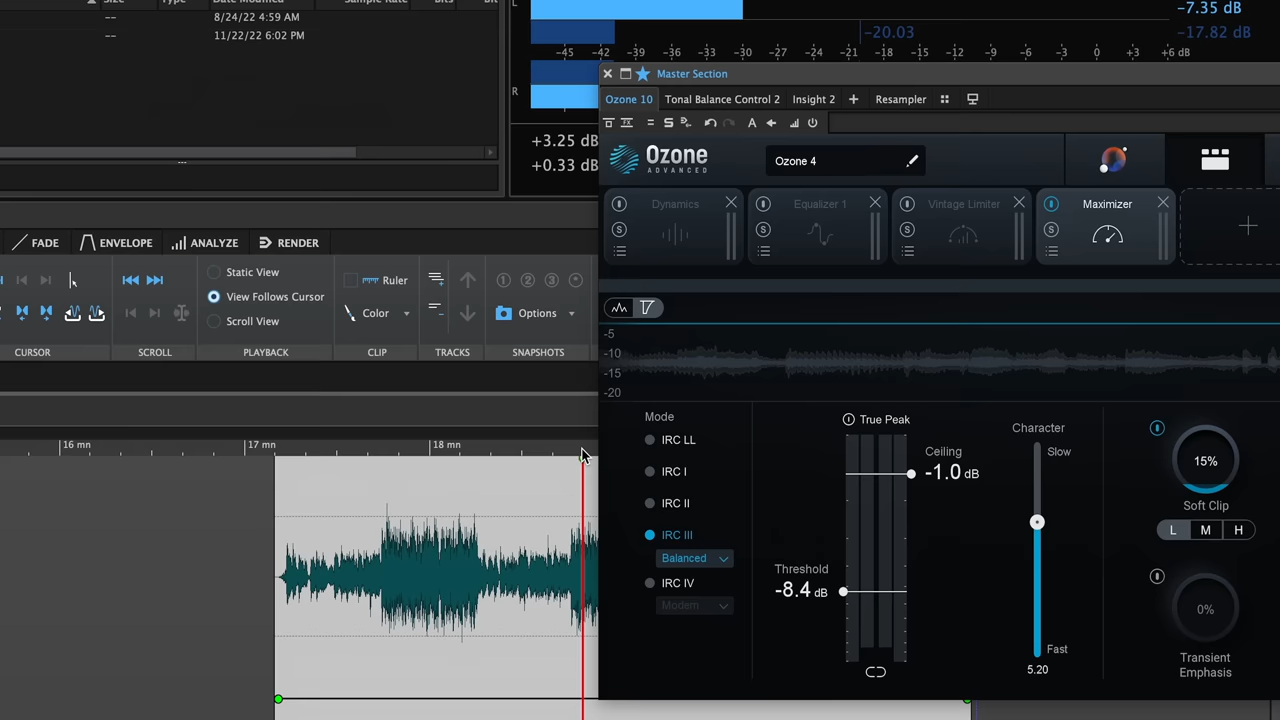 Size Type Date Modified Sample Rate Bits Bit
-- 8/24/22 4:59 AM
-- 11/22/22 6:02 PM
L
-7.35 dB
-20.03 -17.82 dB
-45 -42 -39 -36 -33 -30 -27 -24 -21 -18 -15 -12 -9 -6 -3 0 +3 +6 dB
R
+3.25 dB
+0.33 dB
Master Section
Ozone 10 Tonal Balance Control 2 Insight 2 + Resampler
S A
Ozone
ADVANCED
Ozone 4
Dynamics Equalizer 1 Vintage Limiter Maximizer
S S S S
FADE ENVELOPE ANALYZE RENDER
Static View
View Follows Cursor
Scroll View
Ruler
Color
1 2 3
Options
CURSOR SCROLL PLAYBACK CLIP TRACKS SNAPSHOTS
-5
-10
-15
-20
16 mn 17 mn 18 mn
Mode
IRC LL
IRC I
IRC II
IRC III
Balanced
IRC IV
Modern
True Peak
Ceiling
-1.0 dB
Threshold
-8.4 dB
Character
Slow
Fast
5.20
15%
Soft Clip
L M H
0%
Transient
Emphasis